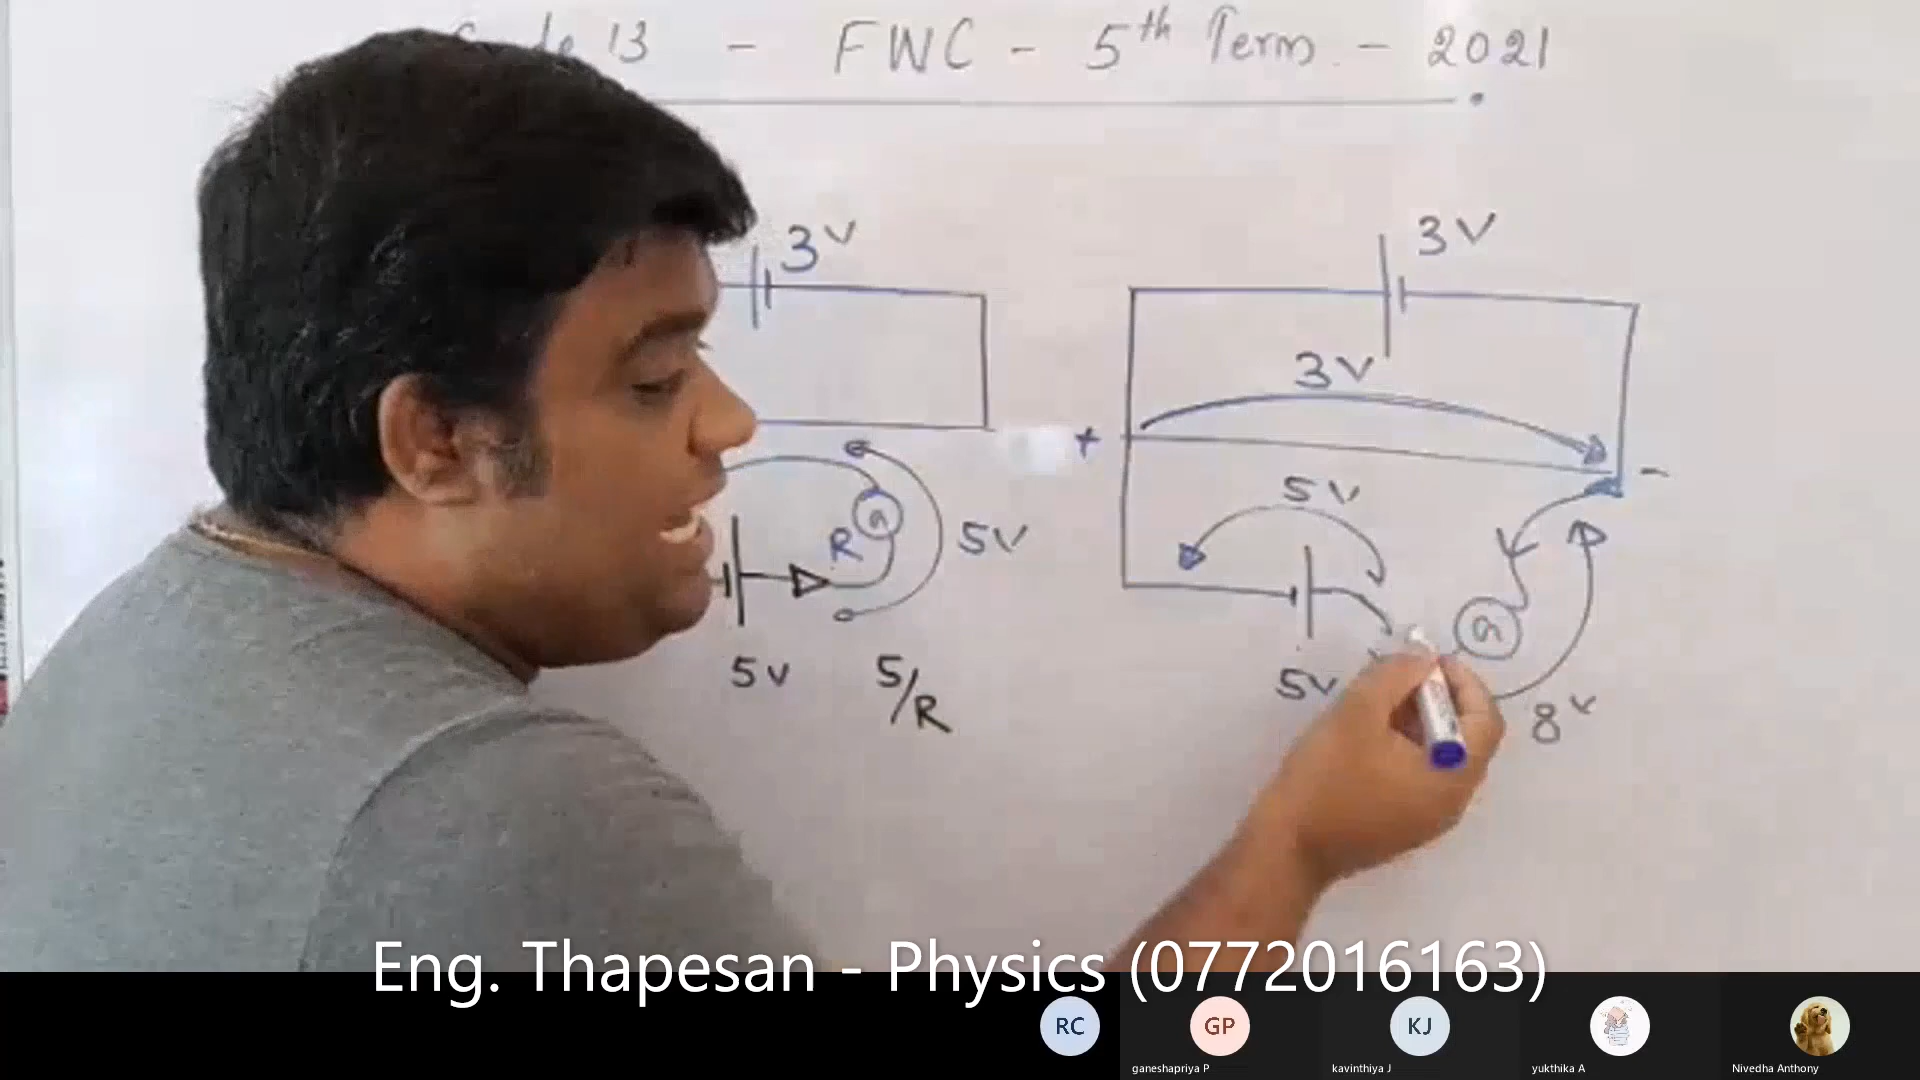 13 - FWC - 5th Term - 2021
3V
3V
3V
+
-
5V
R
G
5V
G
5V
5/R
5V
8V
Eng. Thapesan - Physics (0772016163)
RC
GP
KJ
ganeshapriya P
kavinthiya J
yukthika A
Nivedha Anthony